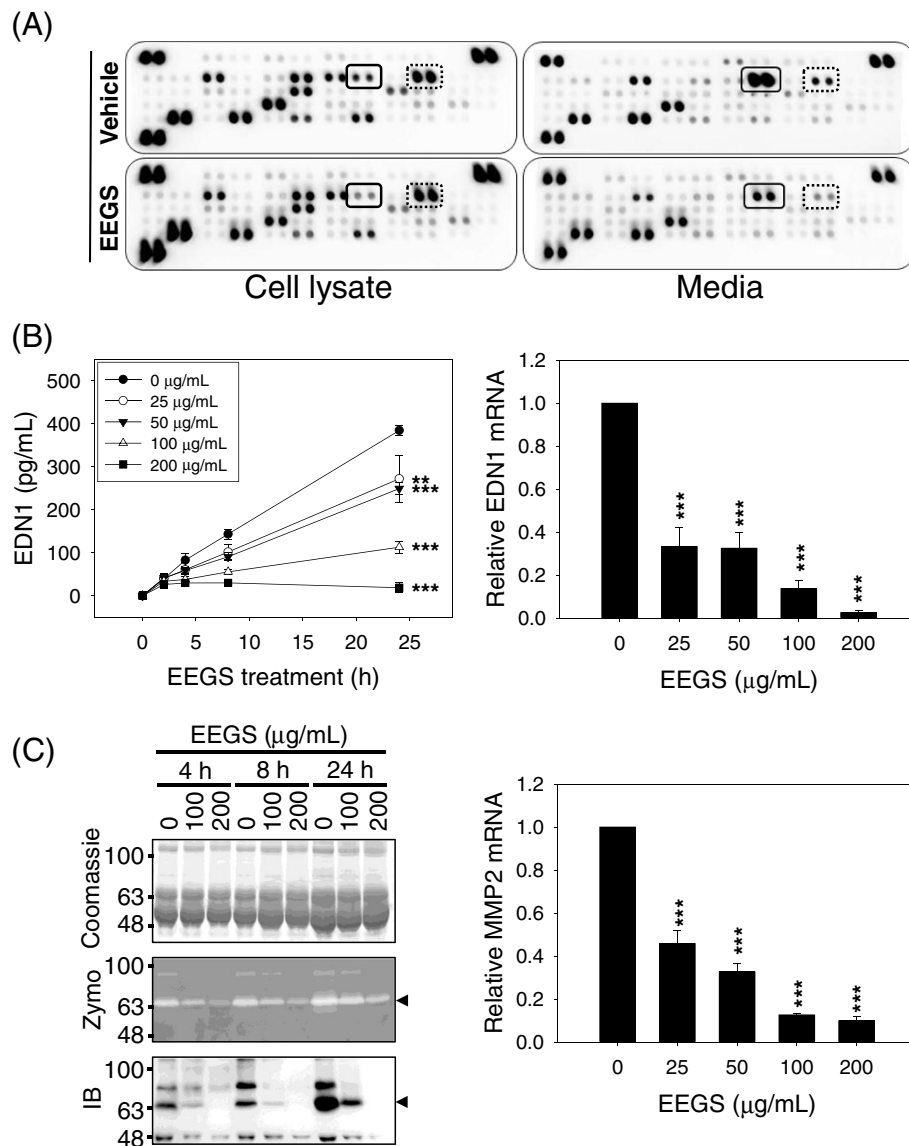 (A)
Vehicle
EEGS
Cell lysate
Media
(B)
EDN1 (pg/mL)
500
400
300
200
100
0
0 μg/mL
25 μg/mL
50 μg/mL
100 μg/mL
200 μg/mL
**
***
***
***
0 5 10 15 20 25
EEGS treatment (h)
Relative EDN1 mRNA
1.2
1.0
0.8
0.6
0.4
0.2
0.0
*** *** *** ***
0 25 50 100 200
EEGS (μg/mL)
(C)
EEGS (μg/mL)
4 h 8 h 24 h
0 100 200 0 100 200 0 100 200
Coomassie
100
63
48
Zymo
100
63
48
IB
100
63
48
Relative MMP2 mRNA
1.2
1.0
0.8
0.6
0.4
0.2
0.0
*** *** *** ***
0 25 50 100 200
EEGS (μg/mL)